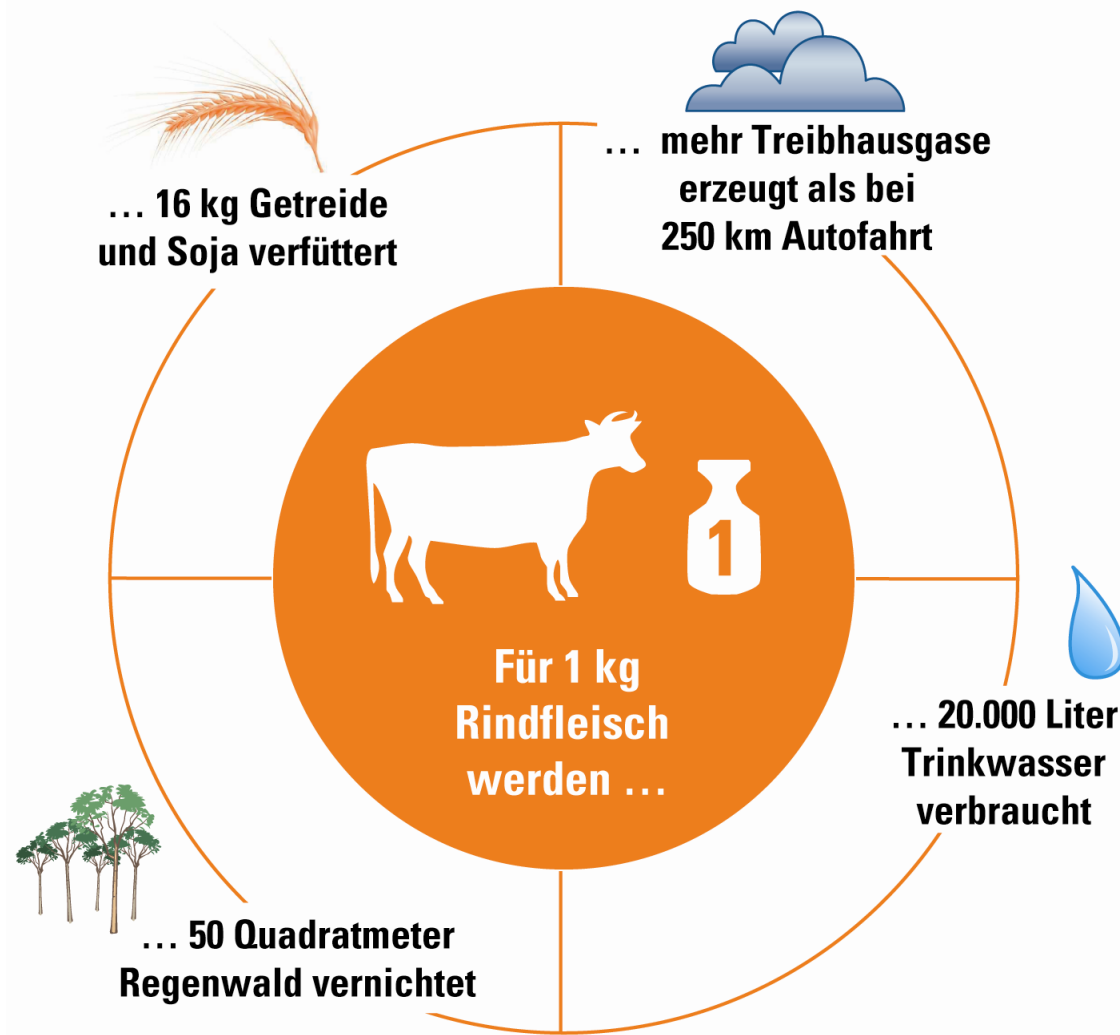 ... 16 kg Getreide
und Soja verfüttert
... mehr Treibhausgase
erzeugt als bei
250 km Autofahrt
1
Für 1 kg
Rindfleisch
werden ...
... 20.000 Liter
Trinkwasser
verbraucht
... 50 Quadratmeter
Regenwald vernichtet